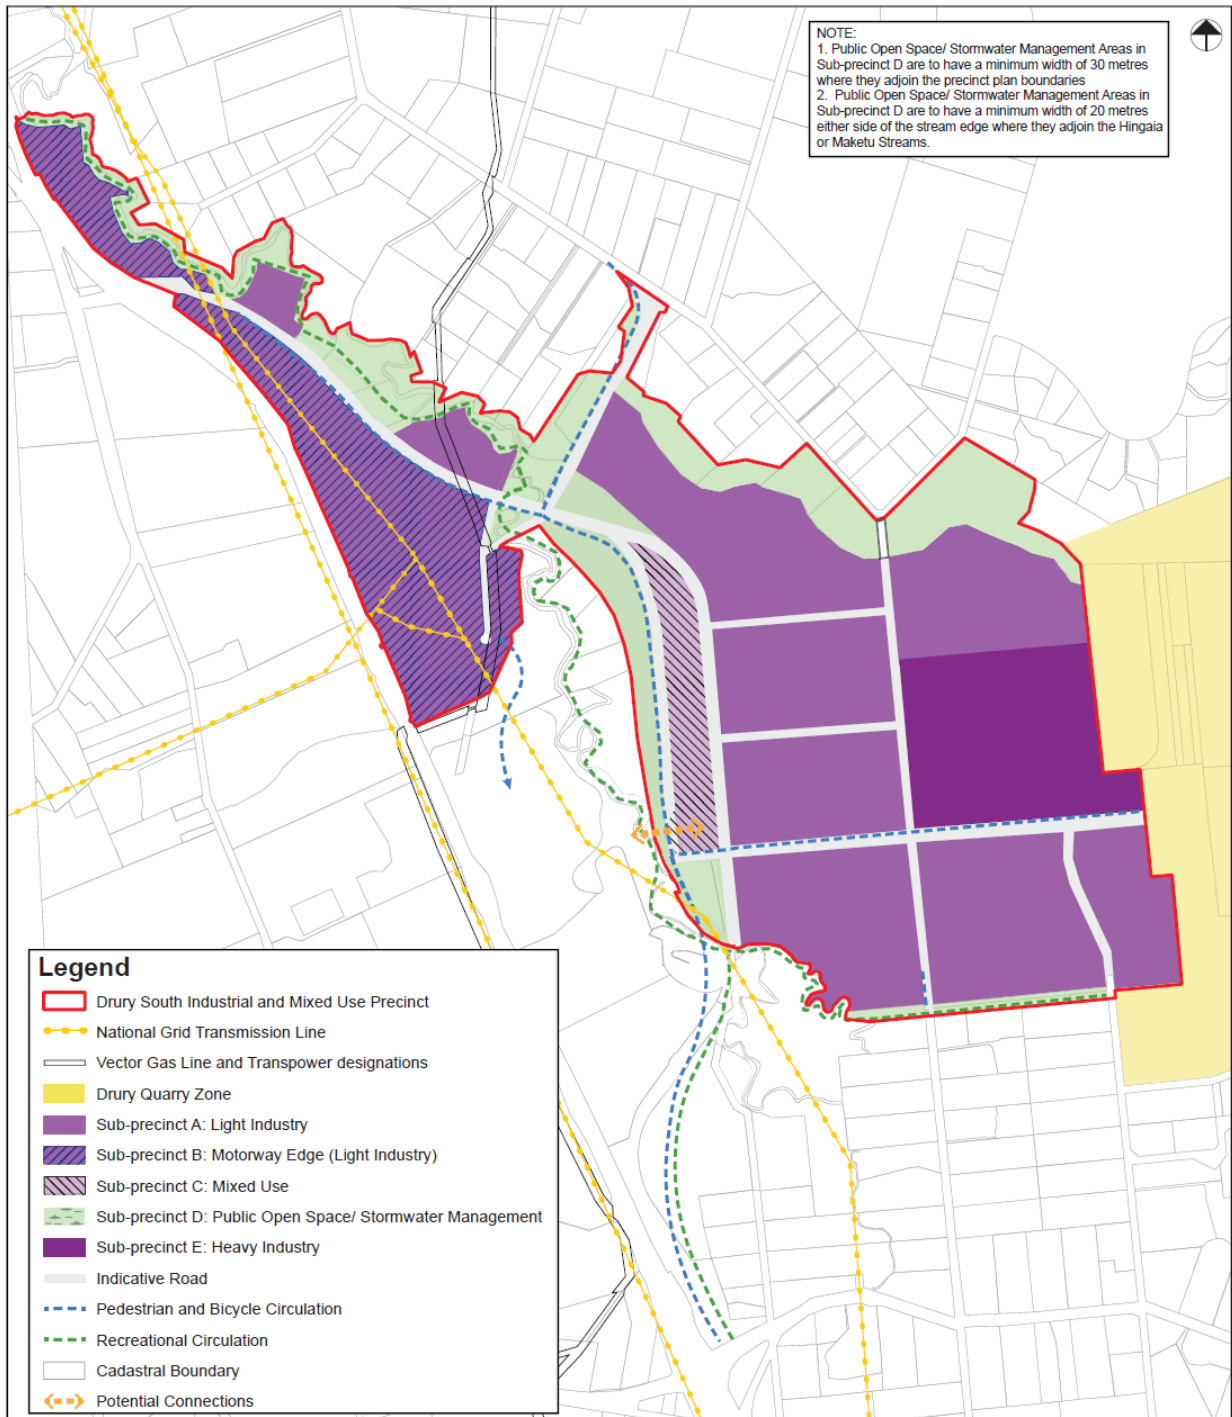 NOTE:
1. Public Open Space/ Stormwater Management Areas in
Sub-precinct D are to have a minimum width of 30 metres
where they adjoin the precinct plan boundaries
2.  Public Open Space/ Stormwater Management Areas in
Sub-precinct D are to have a minimum width of 20 metres
either side of the stream edge where they adjoin the Hingaia
or Maketu Streams.
Legend
Drury South Industrial and Mixed Use Precinct
National Grid Transmission Line
Vector Gas Line and Transpower designations
Drury Quarry Zone
Sub-precinct A: Light Industry
Sub-precinct B: Motorway Edge (Light Industry)
Sub-precinct C: Mixed Use
Sub-precinct D: Public Open Space/ Stormwater Management
Sub-precinct E: Heavy Industry
Indicative Road
Pedestrian and Bicycle Circulation
Recreational Circulation
Cadastral Boundary
Potential Connections